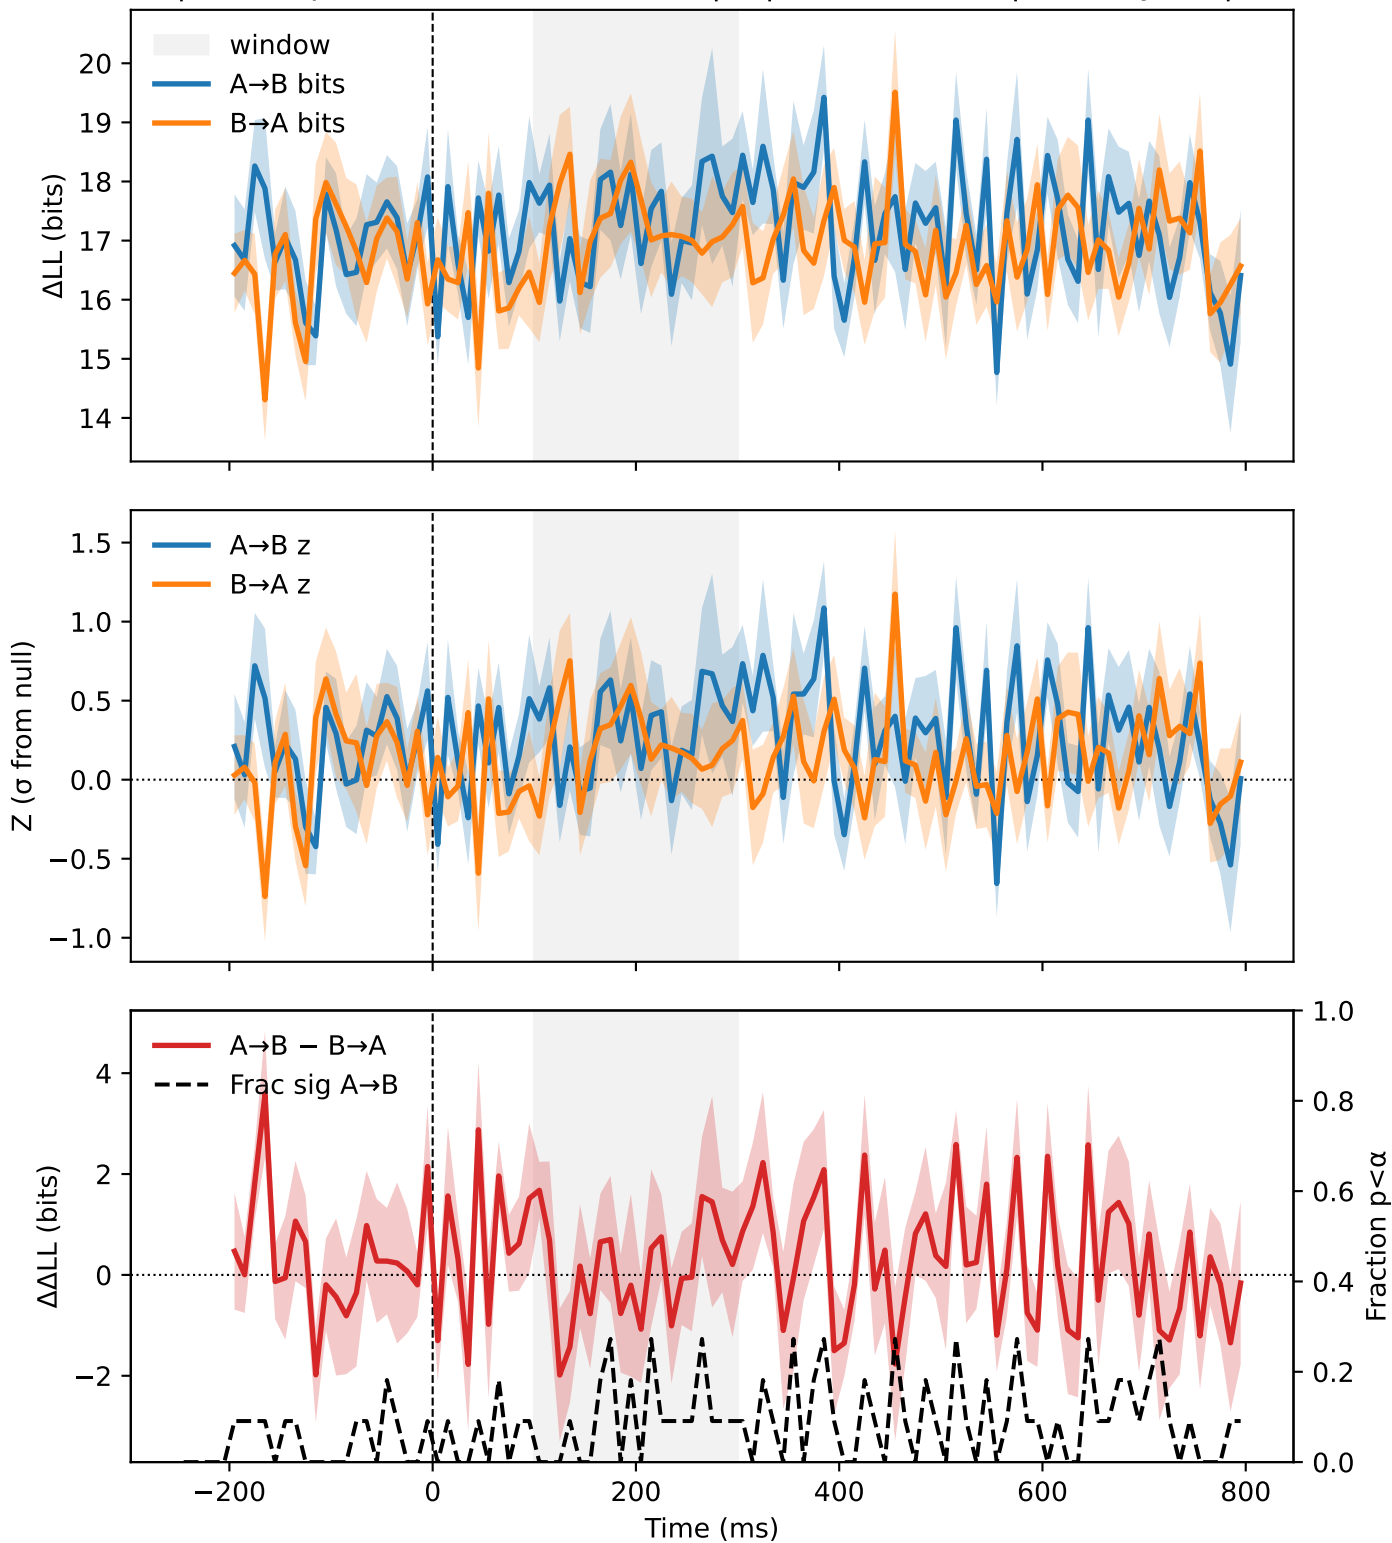 20
19
18
17
16
15
14
ΔLL (bits)
window
A→B bits
B→A bits
1.5
1.0
0.5
0.0
−0.5
−1.0
Z (σ from null)
A→B z
B→A z
4
2
0
−2
ΔΔLL (bits)
A→B − B→A
Frac sig A→B
1.0
0.8
0.6
0.4
0.2
0.0
Fraction p<α
−200
0
200
400
600
800
Time (ms)